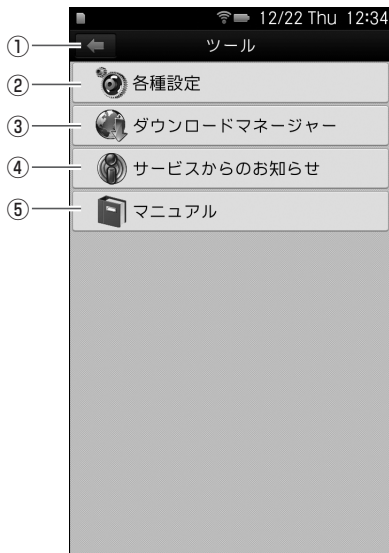 12/22 Thu 12:34
① ツール
② 各種設定
③ ダウンロードマネージャー
④ サービスからのお知らせ
⑤ マニュアル